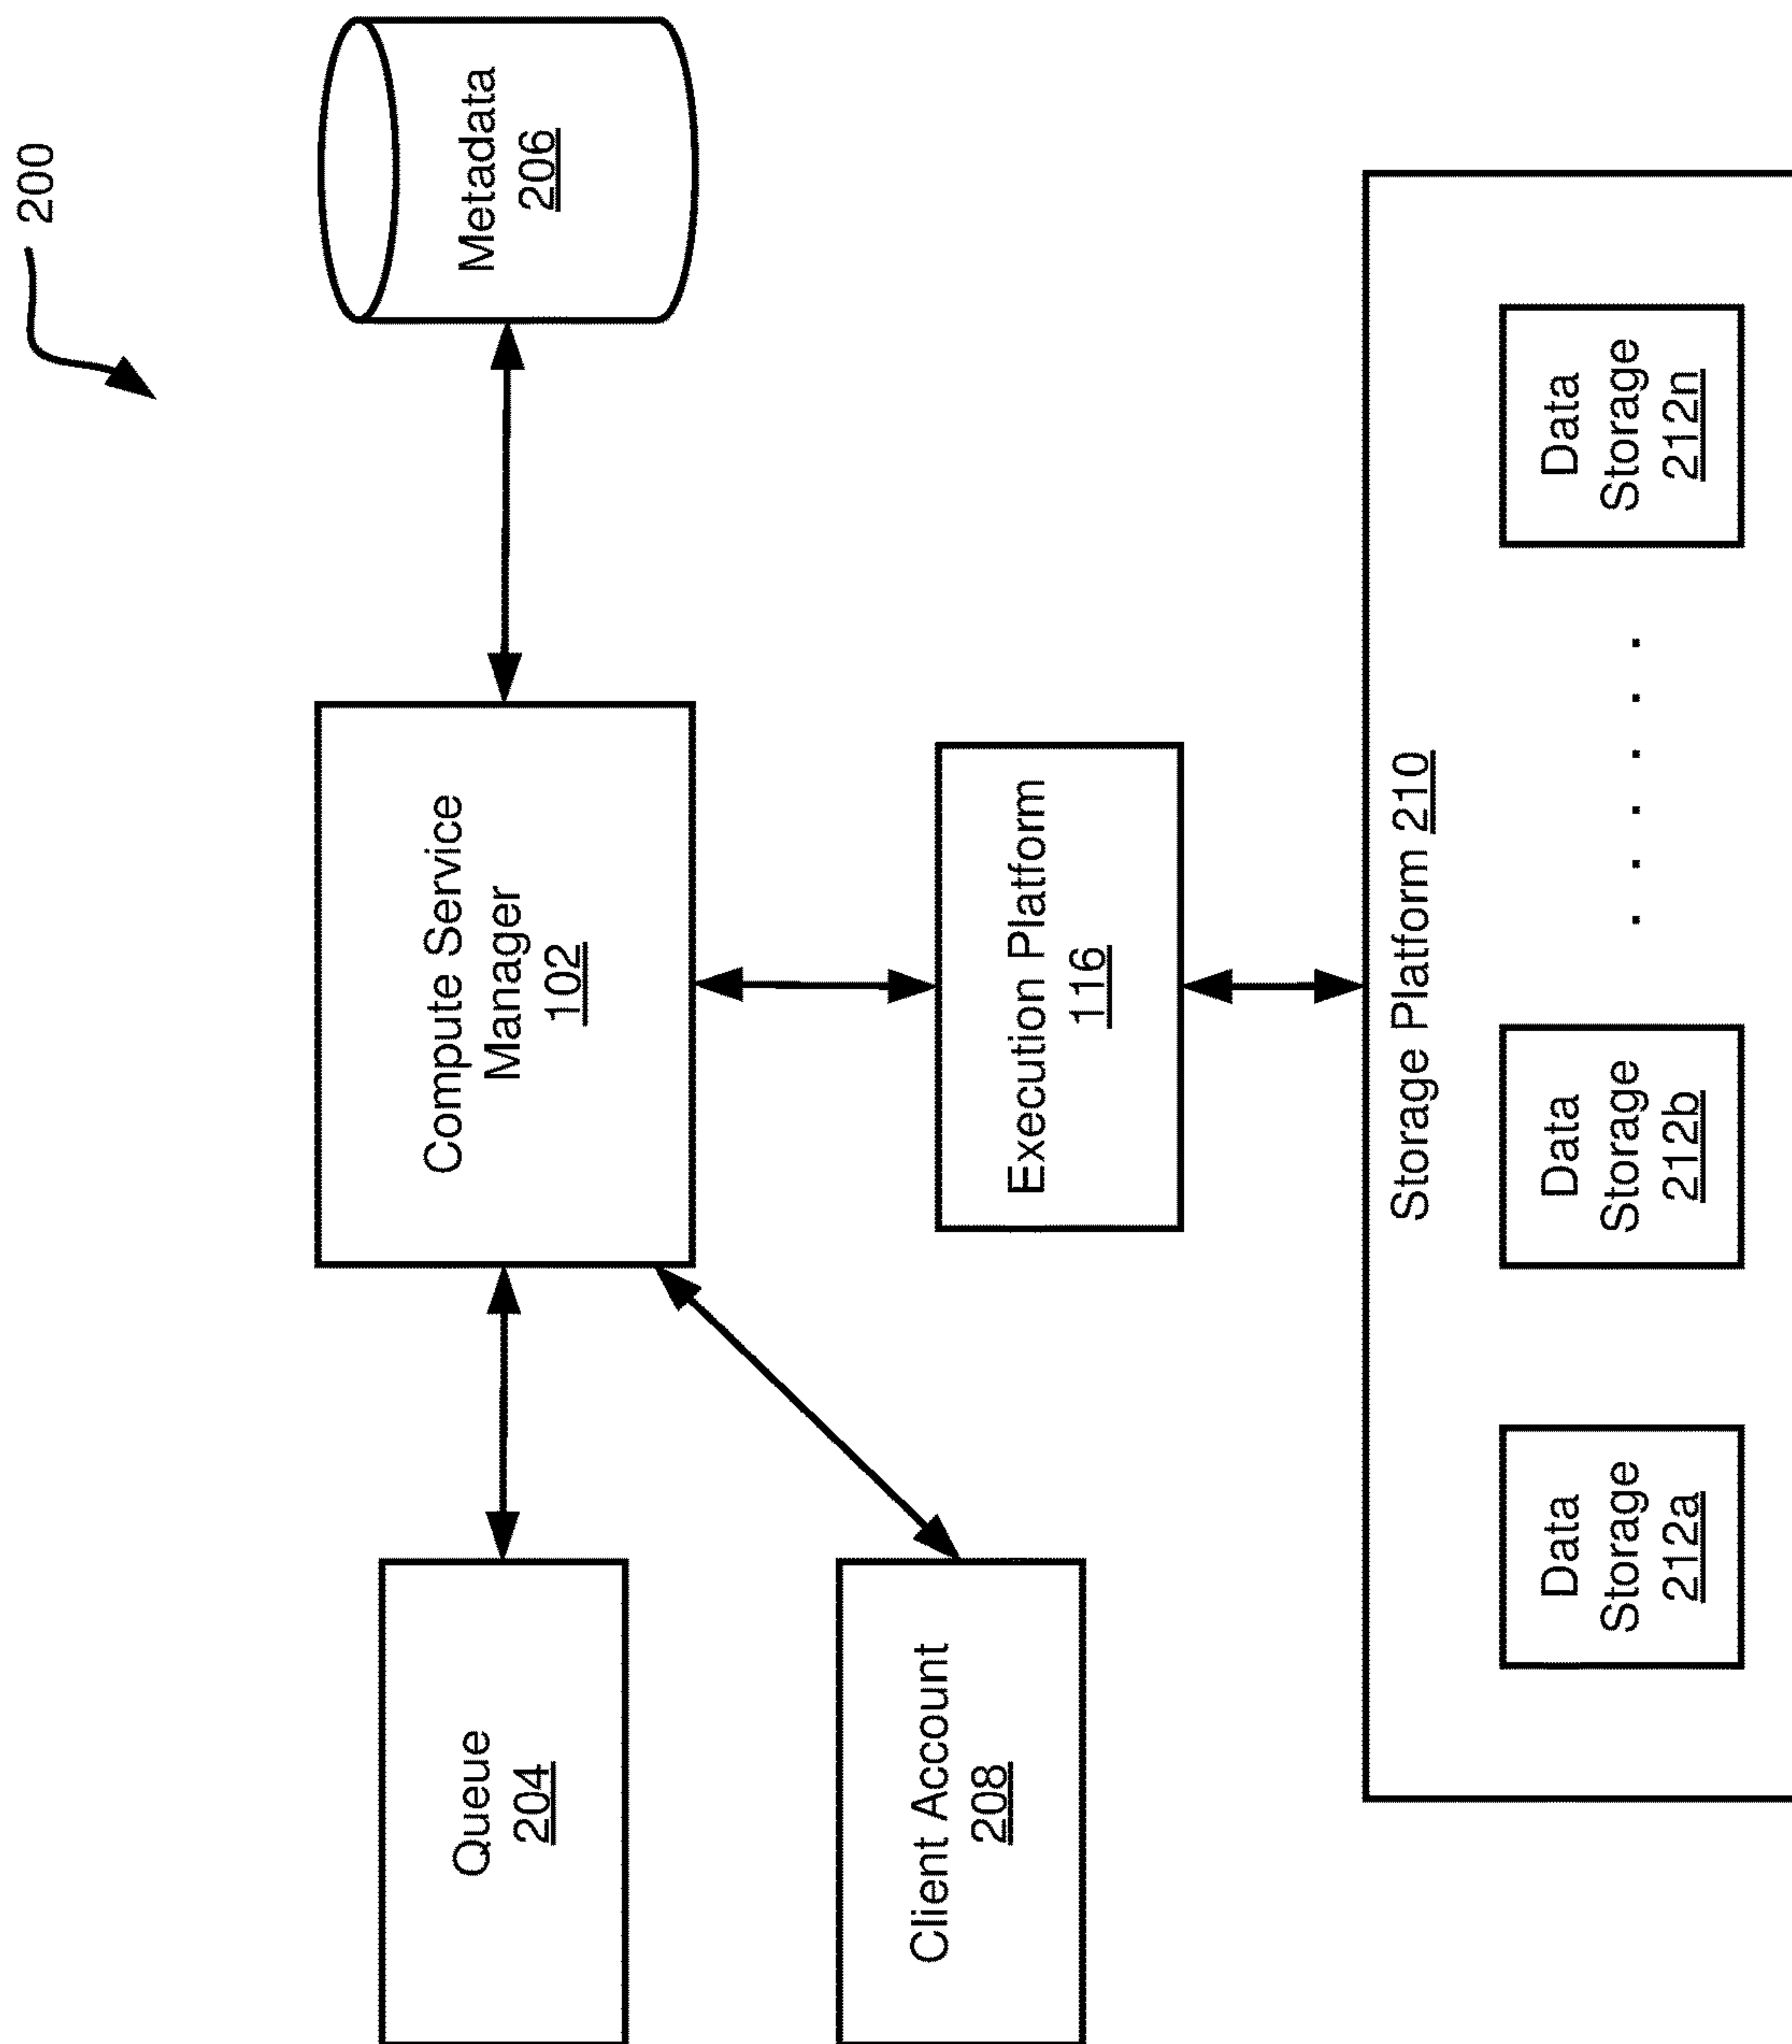 200
Queue
204
Compute Service
Manager
102
Metadata
206
Client Account
208
Execution Platform
116
Storage Platform 210
Data
Storage
212a
Data
Storage
212b
. . . . . .
Data
Storage
212n